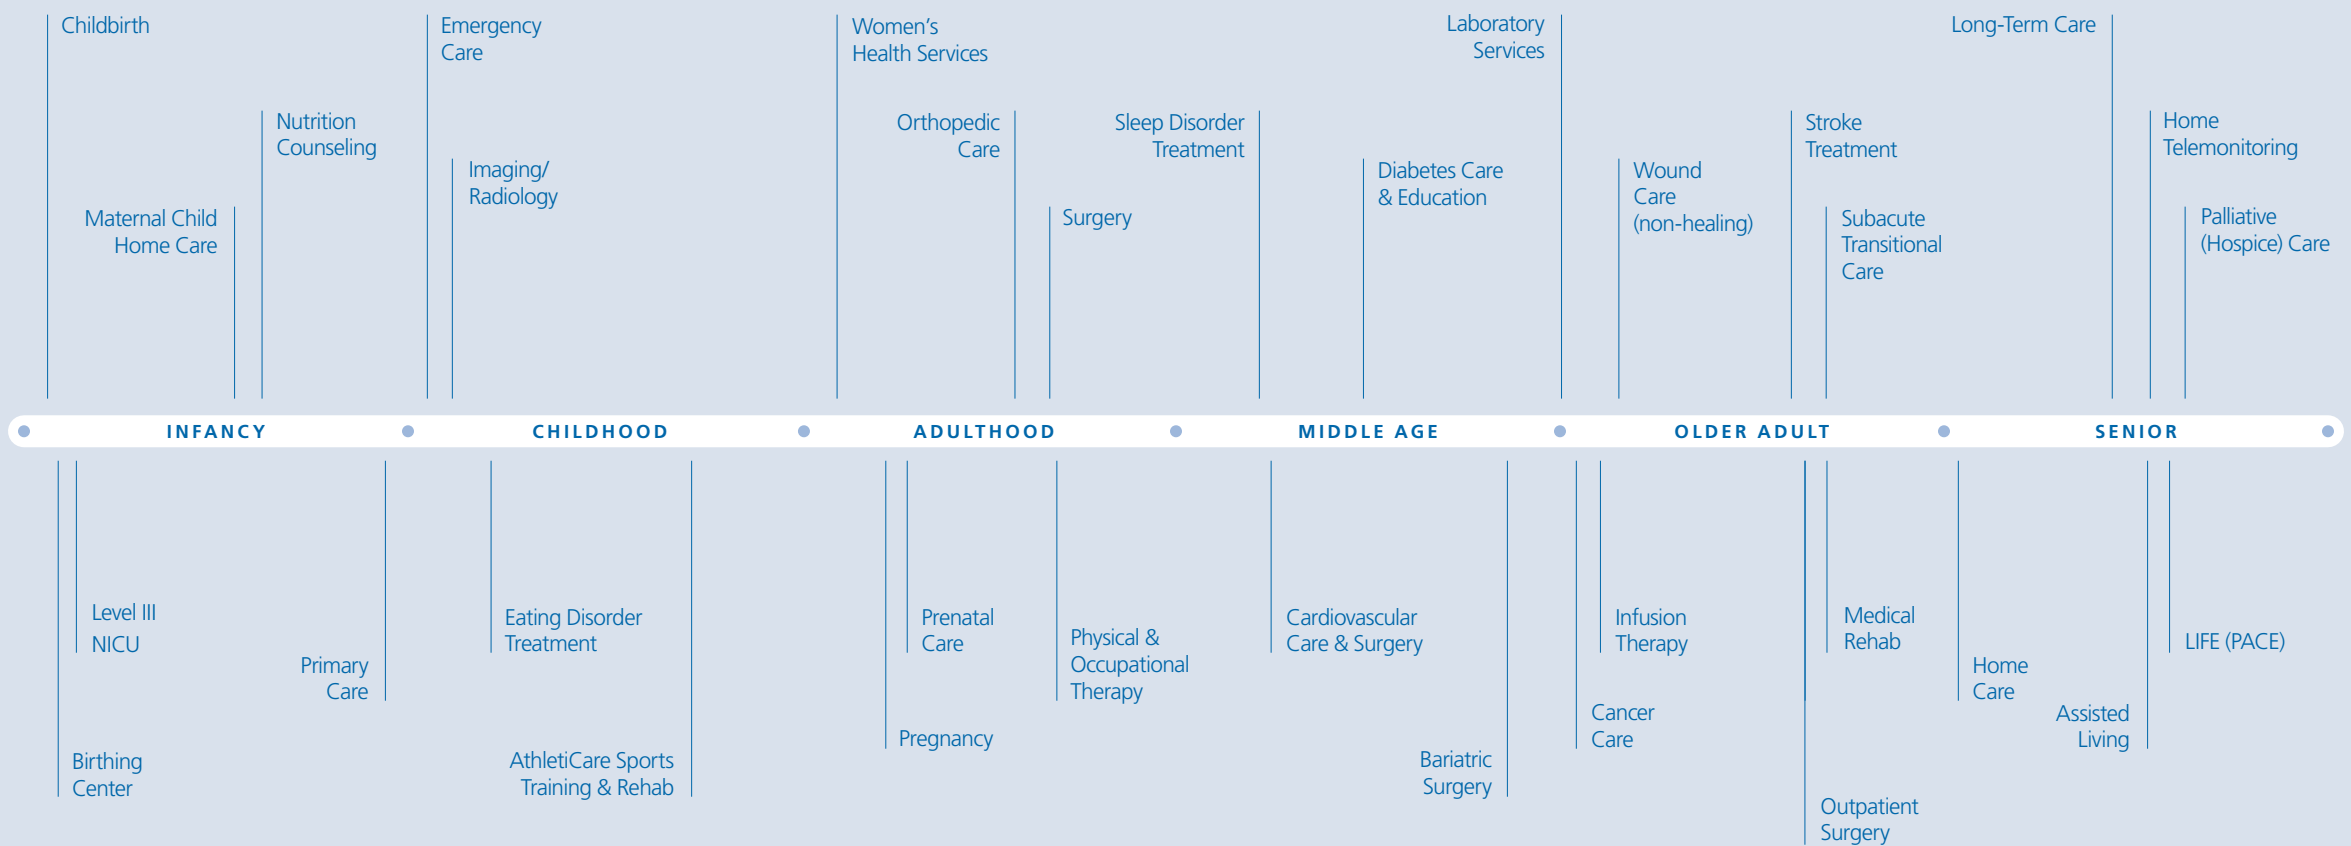 Childbirth
Emergency
Care
Women’s
Health Services
Laboratory
Services
Long-Term Care
Nutrition
Counseling
Orthopedic
Care
Sleep Disorder
Treatment
Stroke
Treatment
Home
Telemonitoring
Imaging/
Radiology
Diabetes Care
& Education
Wound
Care
(non-healing)
Maternal Child
Home Care
Surgery
Subacute
Transitional
Care
Palliative
(Hospice) Care
INFANCY
CHILDHOOD
ADULTHOOD
MIDDLE AGE
OLDER ADULT
SENIOR
Level III
NICU
Eating Disorder
Treatment
Prenatal
Care
Physical &
Occupational
Therapy
Cardiovascular
Care & Surgery
Infusion
Therapy
Medical
Rehab
LIFE (PACE)
Primary
Care
Home
Care
Cancer
Care
Assisted
Living
Pregnancy
Birthing
Center
AthletiCare Sports
Training & Rehab
Bariatric
Surgery
Outpatient
Surgery